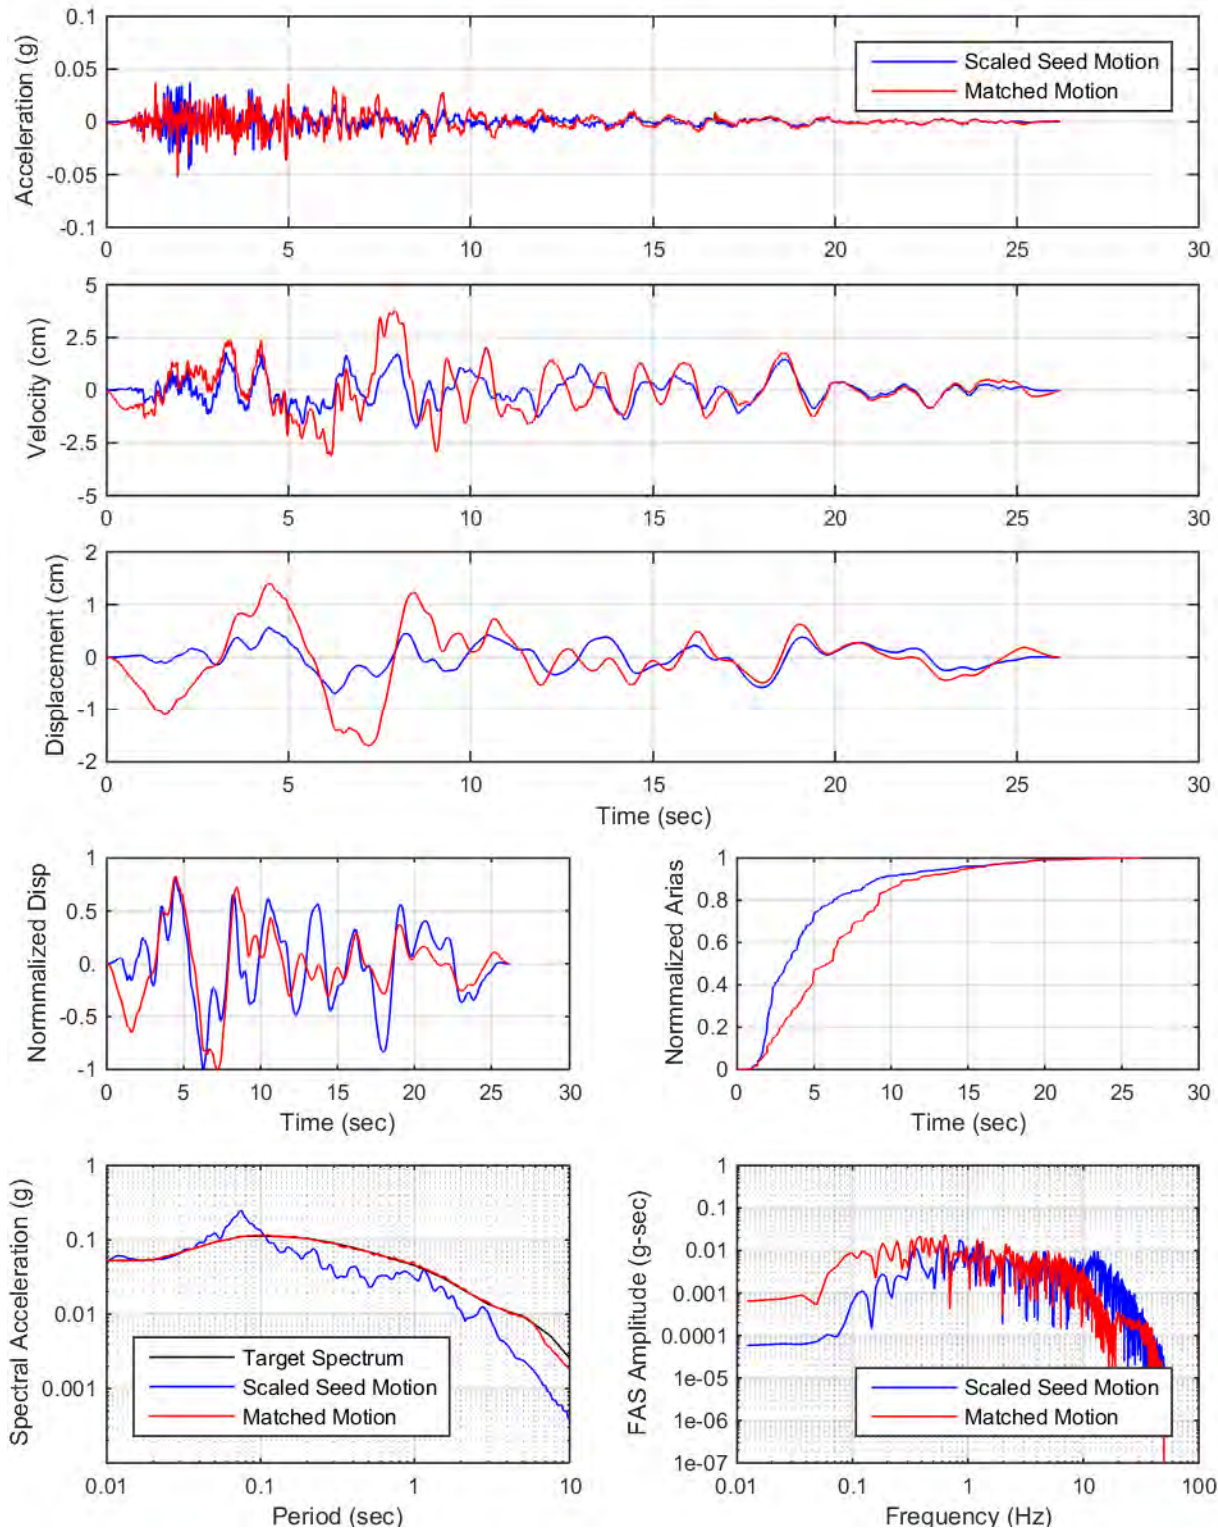 0.1
0.05
0
-0.05
-0.1
Acceleration (g)
Scaled Seed Motion
Matched Motion
0 5 10 15 20 25 30
5
2.5
0
-2.5
-5
Velocity (cm)
0 5 10 15 20 25 30
2
1
0
-1
-2
Displacement (cm)
0 5 10 15 20 25 30
Time (sec)
1
0.5
0
-0.5
-1
Normmalized Disp
0 5 10 15 20 25 30
Time (sec)
1
0.8
0.6
0.4
0.2
0
Normmalized Arias
0 5 10 15 20 25 30
Time (sec)
1
0.1
0.01
0.001
Spectral Acceleration (g)
Target Spectrum
Scaled Seed Motion
Matched Motion
0.01 0.1 1 10
Period (sec)
1
0.1
0.01
0.001
0.0001
1e-05
1e-06
1e-07
FAS Amplitude (g-sec)
Scaled Seed Motion
Matched Motion
0.01 0.1 1 10 100
Frequency (Hz)